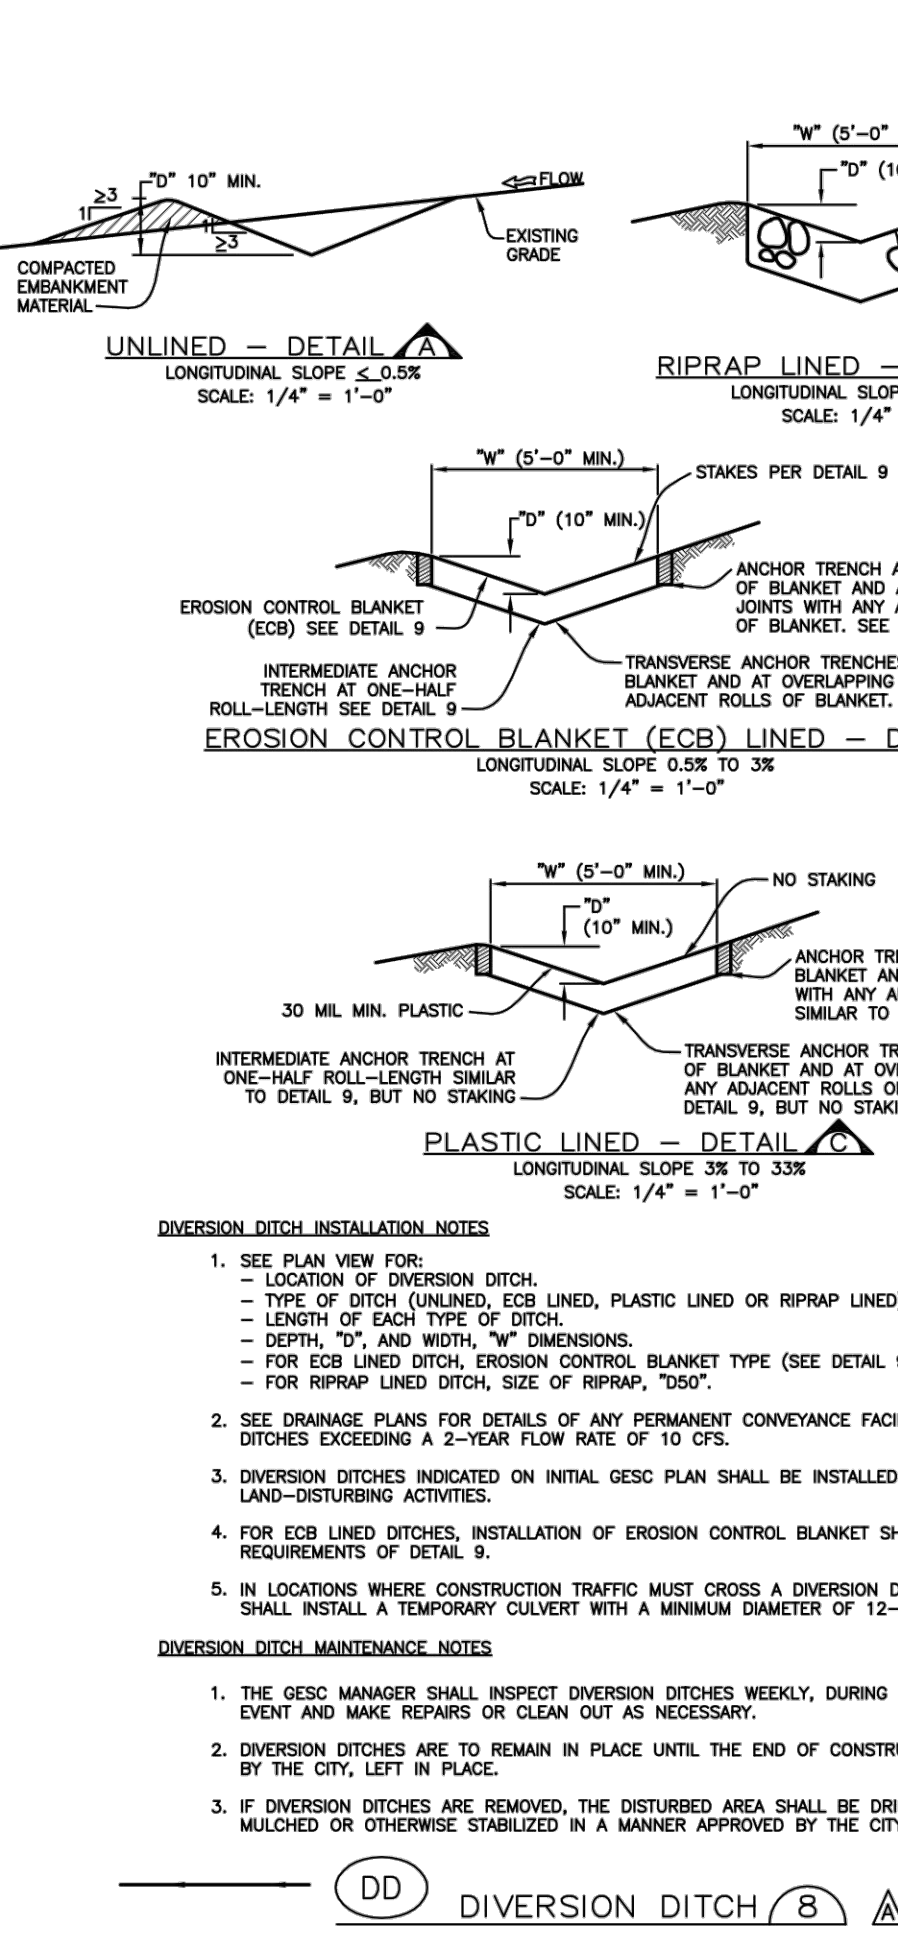 "W" (5'-0"
"D" (10
"D" 10" MIN.
≥3
1
FLOW
1
≥3
EXISTING
GRADE
COMPACTED
EMBANKMENT
MATERIAL
UNLINED – DETAIL A
LONGITUDINAL SLOPE ≤ 0.5%
SCALE: 1/4" = 1'-0"
RIPRAP LINED –
LONGITUDINAL SLOP
SCALE: 1/4"
"W" (5'-0" MIN.)
STAKES PER DETAIL 9
"D" (10" MIN.)
ANCHOR TRENCH A
OF BLANKET AND A
JOINTS WITH ANY A
OF BLANKET. SEE
EROSION CONTROL BLANKET
(ECB) SEE DETAIL 9
INTERMEDIATE ANCHOR
TRENCH AT ONE-HALF
ROLL-LENGTH SEE DETAIL 9
TRANSVERSE ANCHOR TRENCHES
BLANKET AND AT OVERLAPPING
ADJACENT ROLLS OF BLANKET.
EROSION CONTROL BLANKET (ECB) LINED – D
LONGITUDINAL SLOPE 0.5% TO 3%
SCALE: 1/4" = 1'-0"
"W" (5'-0" MIN.)
NO STAKING
"D"
(10" MIN.)
ANCHOR TRE
BLANKET AN
WITH ANY A
SIMILAR TO
30 MIL MIN. PLASTIC
INTERMEDIATE ANCHOR TRENCH AT
ONE-HALF ROLL-LENGTH SIMILAR
TO DETAIL 9, BUT NO STAKING
TRANSVERSE ANCHOR TR
OF BLANKET AND AT OV
ANY ADJACENT ROLLS O
DETAIL 9, BUT NO STAKI
PLASTIC LINED – DETAIL C
LONGITUDINAL SLOPE 3% TO 33%
SCALE: 1/4" = 1'-0"
DIVERSION DITCH INSTALLATION NOTES
1. SEE PLAN VIEW FOR:
– LOCATION OF DIVERSION DITCH.
– TYPE OF DITCH (UNLINED, ECB LINED, PLASTIC LINED OR RIPRAP LINED)
– LENGTH OF EACH TYPE OF DITCH.
– DEPTH, "D", AND WIDTH, "W" DIMENSIONS.
– FOR ECB LINED DITCH, EROSION CONTROL BLANKET TYPE (SEE DETAIL 9
– FOR RIPRAP LINED DITCH, SIZE OF RIPRAP, "D50".
2. SEE DRAINAGE PLANS FOR DETAILS OF ANY PERMANENT CONVEYANCE FACI
DITCHES EXCEEDING A 2-YEAR FLOW RATE OF 10 CFS.
3. DIVERSION DITCHES INDICATED ON INITIAL GESC PLAN SHALL BE INSTALLED
LAND-DISTURBING ACTIVITIES.
4. FOR ECB LINED DITCHES, INSTALLATION OF EROSION CONTROL BLANKET SH
REQUIREMENTS OF DETAIL 9.
5. IN LOCATIONS WHERE CONSTRUCTION TRAFFIC MUST CROSS A DIVERSION D
SHALL INSTALL A TEMPORARY CULVERT WITH A MINIMUM DIAMETER OF 12-
DIVERSION DITCH MAINTENANCE NOTES
1. THE GESC MANAGER SHALL INSPECT DIVERSION DITCHES WEEKLY, DURING
EVENT AND MAKE REPAIRS OR CLEAN OUT AS NECESSARY.
2. DIVERSION DITCHES ARE TO REMAIN IN PLACE UNTIL THE END OF CONSTRU
BY THE CITY, LEFT IN PLACE.
3. IF DIVERSION DITCHES ARE REMOVED, THE DISTURBED AREA SHALL BE DRI
MULCHED OR OTHERWISE STABILIZED IN A MANNER APPROVED BY THE CITY
DD DIVERSION DITCH 8 A